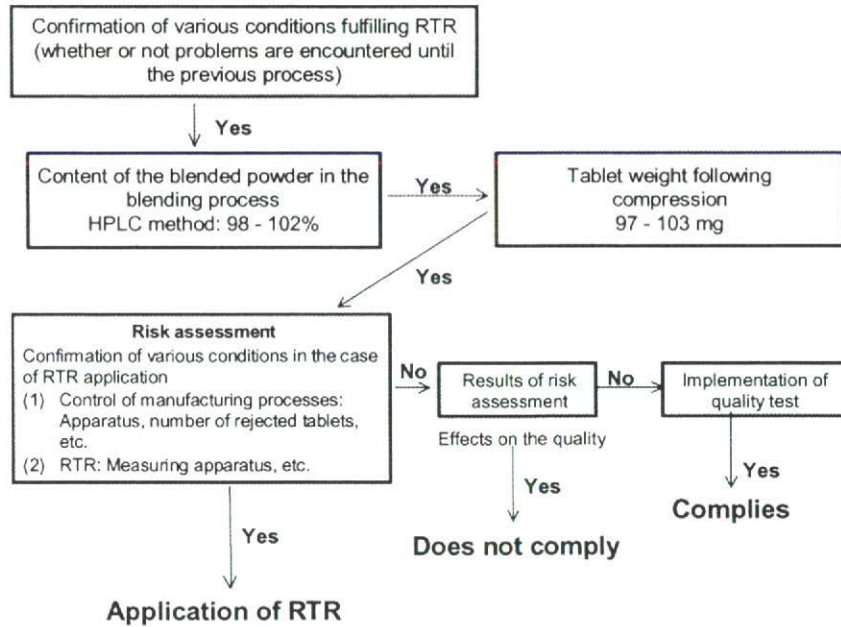 Confirmation of various conditions fulfilling RTR
(whether or not problems are encountered until
the previous process)
Yes
Content of the blended powder in the
blending process
HPLC method: 98 - 102%
Yes
Tablet weight following
compression
97 - 103 mg
Yes
Risk assessment
Confirmation of various conditions in the case
of RTR application
(1) Control of manufacturing processes:
Apparatus, number of rejected tablets,
etc.
(2) RTR: Measuring apparatus, etc.
No
Results of risk
assessment
Effects on the quality
No
Implementation of
quality test
Yes
Complies
Yes
Does not comply
Yes
Application of RTR